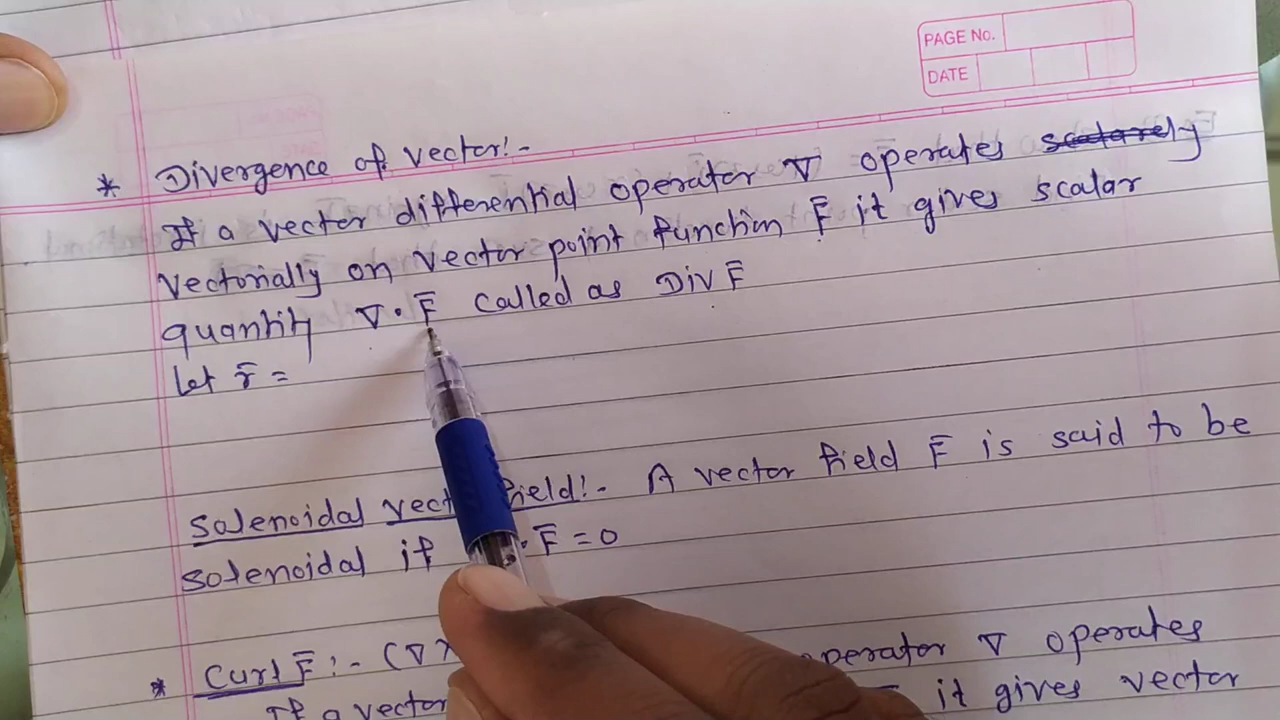 PAGE No.
DATE
* Divergence of vector:-
If a vector differential operator ∇ operates
vectorially on vector point function F̄ it gives scalar
quantity ∇·F̄ called as Div F̄
Let r̄ =
Solenoidal vect field:- A vector field F̄ is said to be
solenoidal if ·F̄ = 0
* Curl F̄ :- (∇× operator ∇ operates
If a vector it gives vector